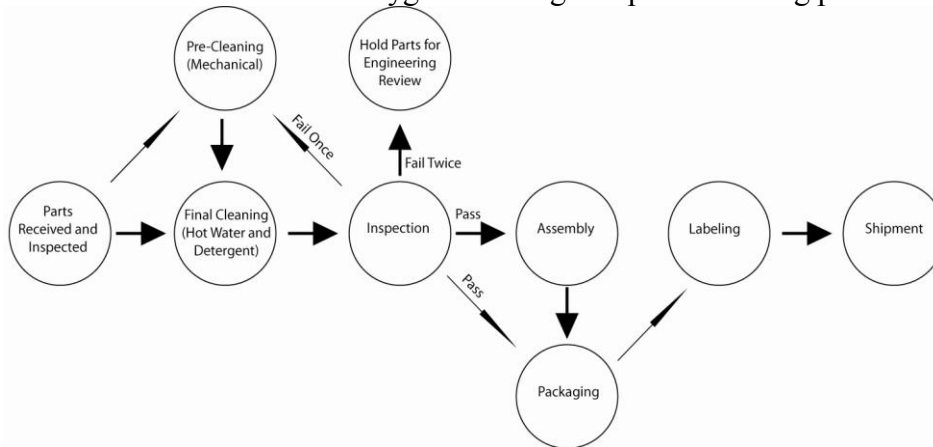 Pre-Cleaning
(Mechanical)
Hold Parts for
Engineering
Review
Fail Once
Fail Twice
Parts
Received and
Inspected
Final Cleaning
(Hot Water and
Detergent)
Inspection
Pass
Assembly
Labeling
Shipment
Pass
Packaging